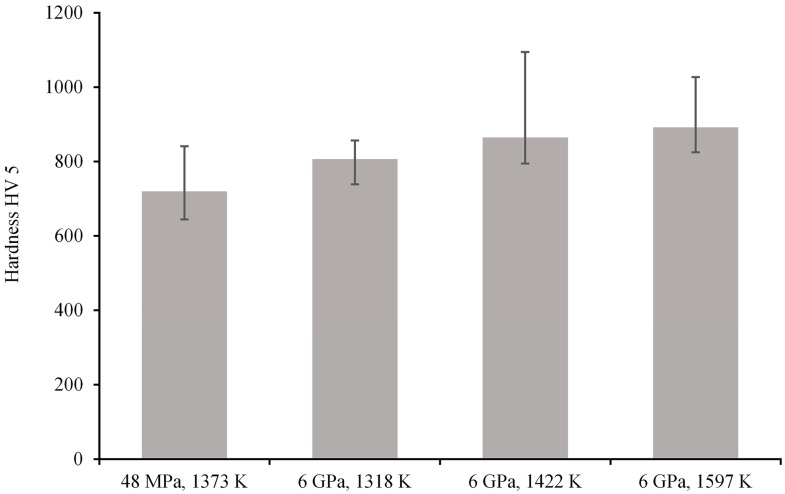 1200
1000
800
600
400
200
0
Hardness HV 5
48 MPa, 1373 K
6 GPa, 1318 K
6 GPa, 1422 K
6 GPa, 1597 K